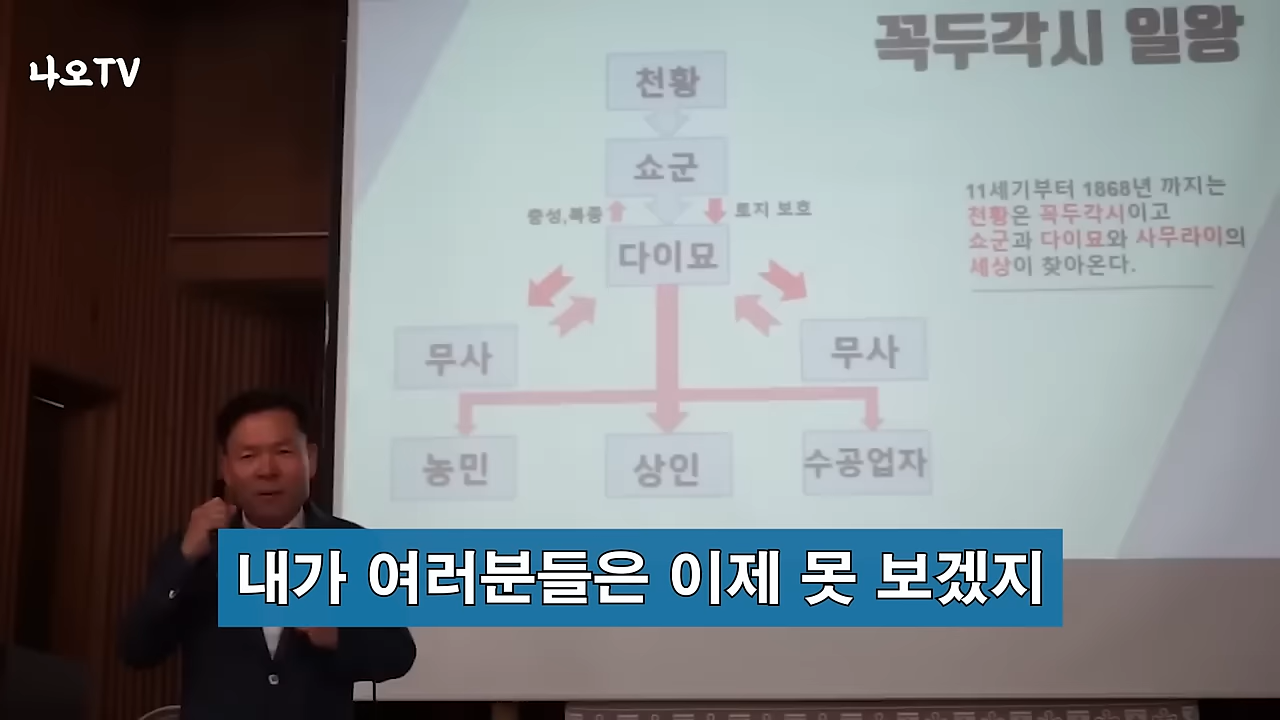 나오TV
꼭두각시 일왕
천황
쇼군
충성,복종
토지 보호
다이묘
무사
무사
농민
상인
수공업자
11세기부터 1868년 까지는
천황은 꼭두각시이고
쇼군과 다이묘와 사무라이의
세상이 찾아온다.
내가 여러분들은 이제 못 보겠지